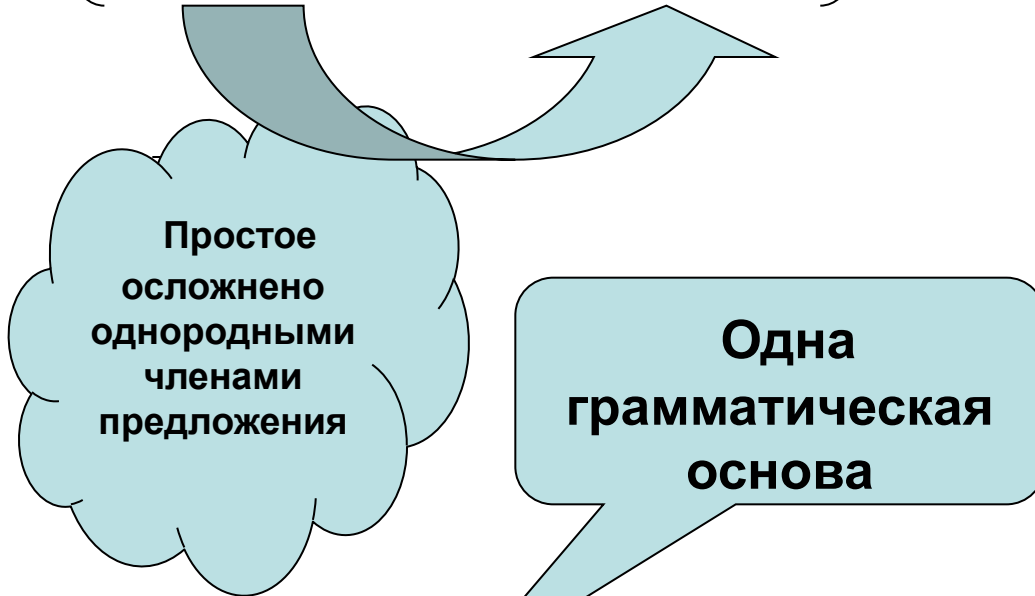 Простое
осложнено
однородными
членами
предложения
Одна
грамматическая
основа